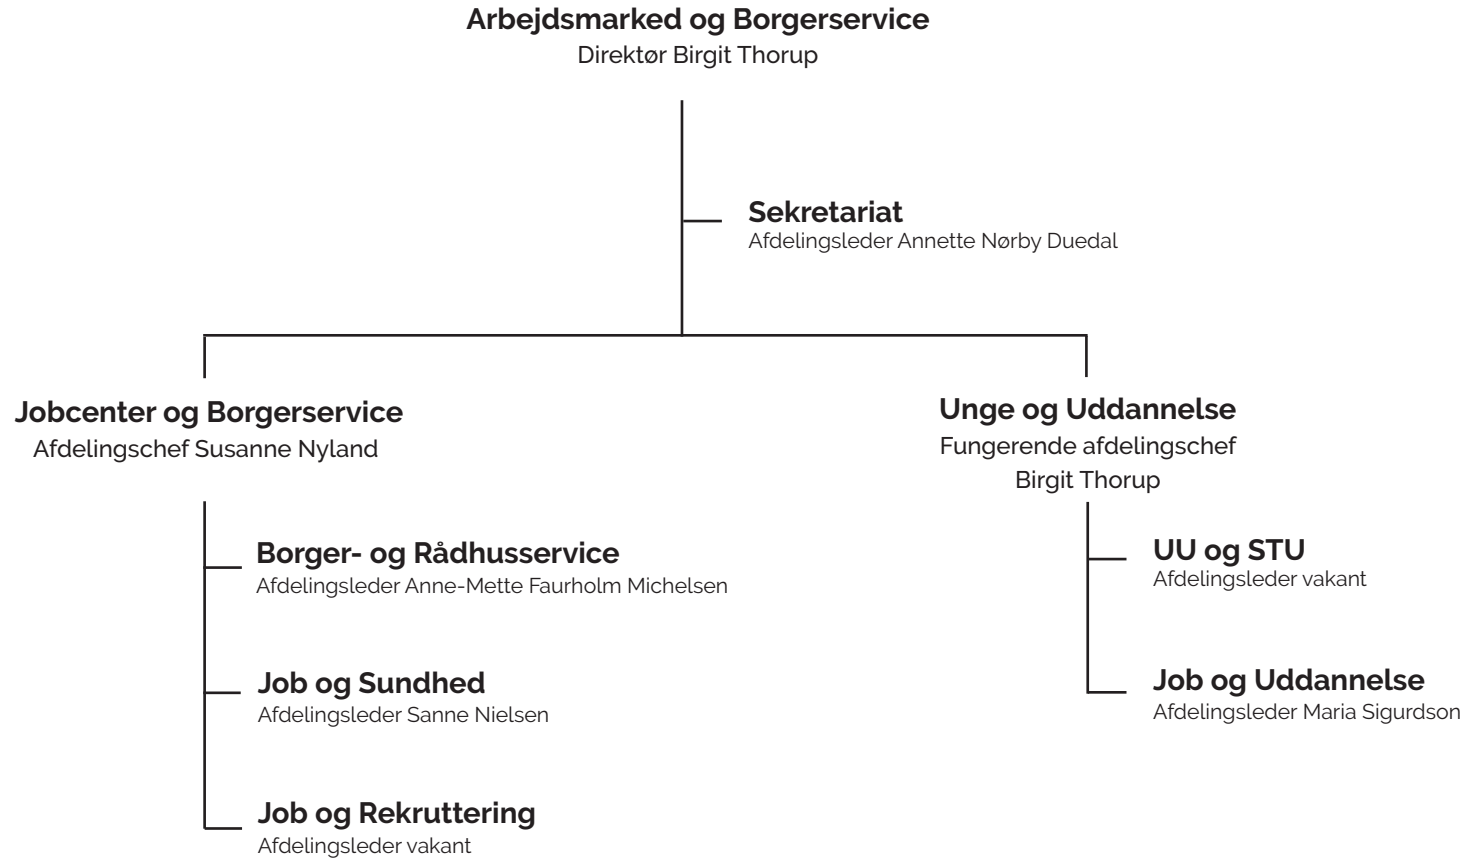 Arbejdsmarked og Borgerservice
Direktør Birgit Thorup
Sekretariat
Afdelingsleder Annette Nørby Duedal
Jobcenter og Borgerservice
Afdelingschef Susanne Nyland
Borger- og Rådhusservice
Afdelingsleder Anne-Mette Faurholm Michelsen
Job og Sundhed
Afdelingsleder Sanne Nielsen
Job og Rekruttering
Afdelingsleder vakant
Unge og Uddannelse
Fungerende afdelingschef
Birgit Thorup
UU og STU
Afdelingsleder vakant
Job og Uddannelse
Afdelingsleder Maria Sigurdson